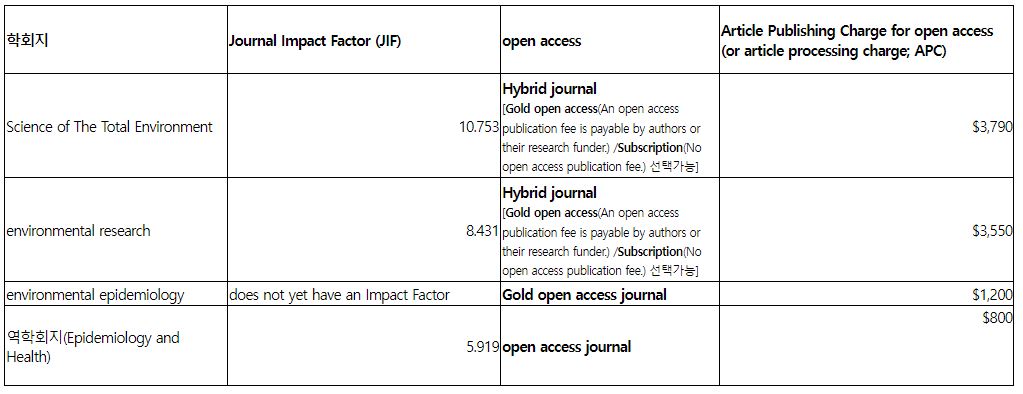 학회지
Journal Impact Factor (JIF)
open access
Article Publishing Charge for open access
(or article processing charge; APC)
Science of The Total Environment
10.753
Hybrid journal
[Gold open access(An open access
publication fee is payable by authors or
their research funder.) /Subscription(No
open access publication fee.) 선택가능]
$3,790
environmental research
8.431
Hybrid journal
[Gold open access(An open access
publication fee is payable by authors or
their research funder.) /Subscription(No
open access publication fee.) 선택가능]
$3,550
environmental epidemiology
does not yet have an Impact Factor
Gold open access journal
$1,200
역학회지(Epidemiology and
Health)
5.919
open access journal
$800